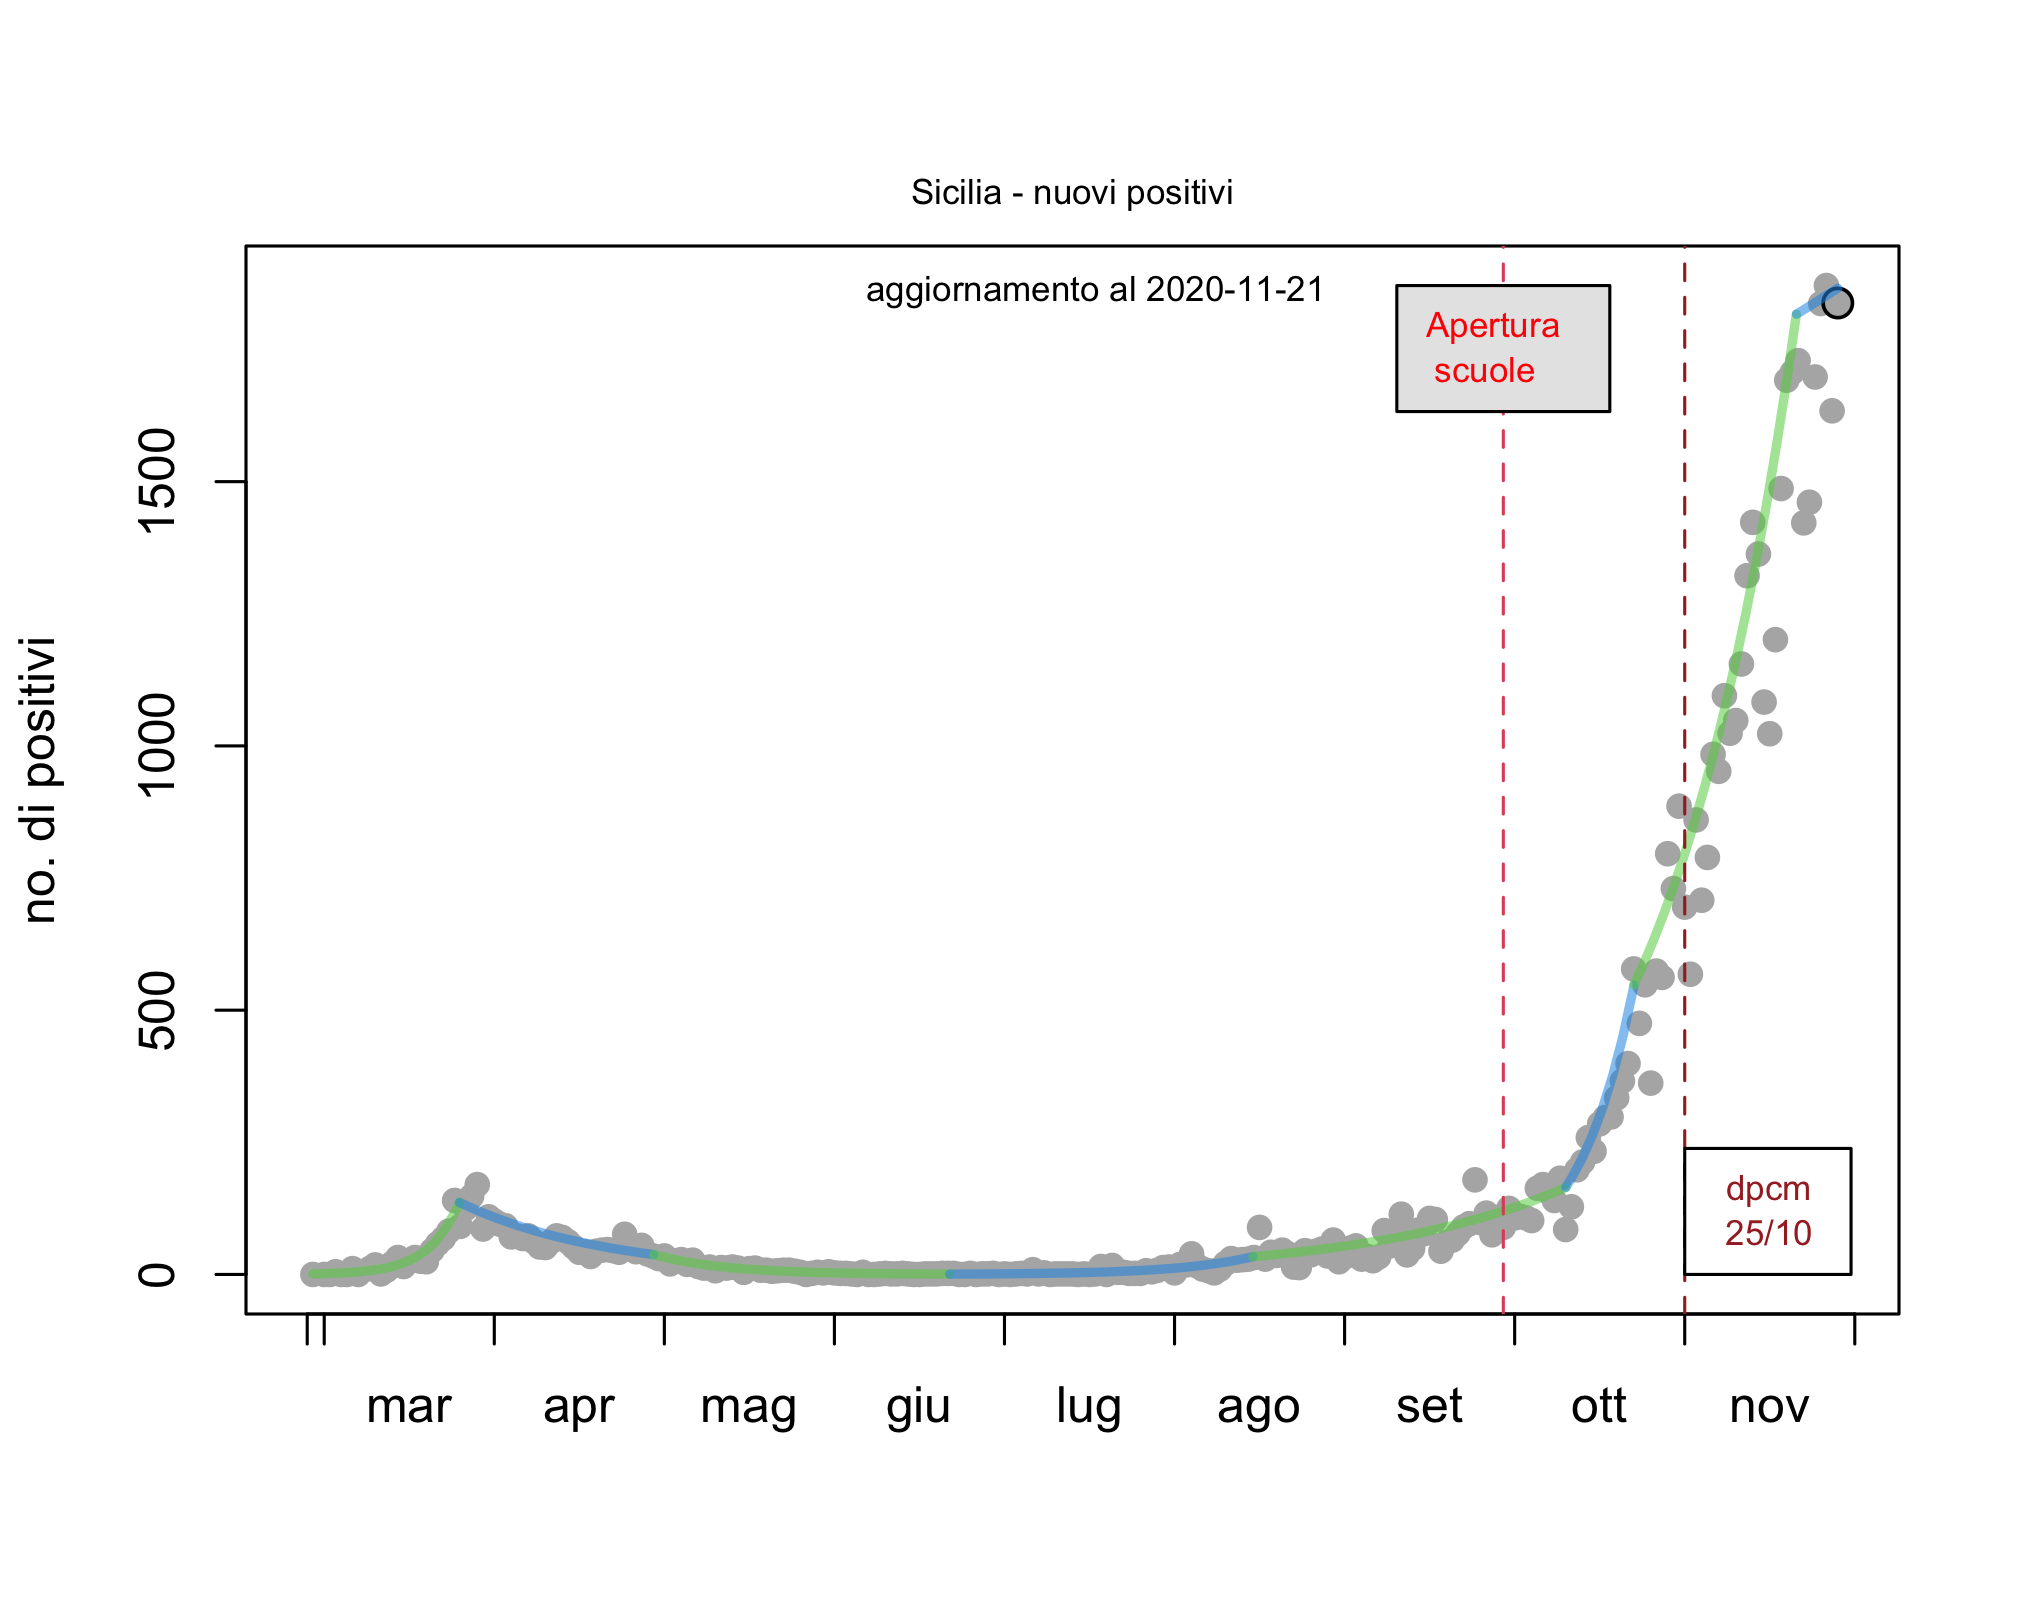 Sicilia - nuovi positivi
aggiornamento al 2020-11-21
Apertura
scuole
no. di positivi
1500
1000
500
0
dpcm
25/10
mar apr mag giu lug ago set ott nov